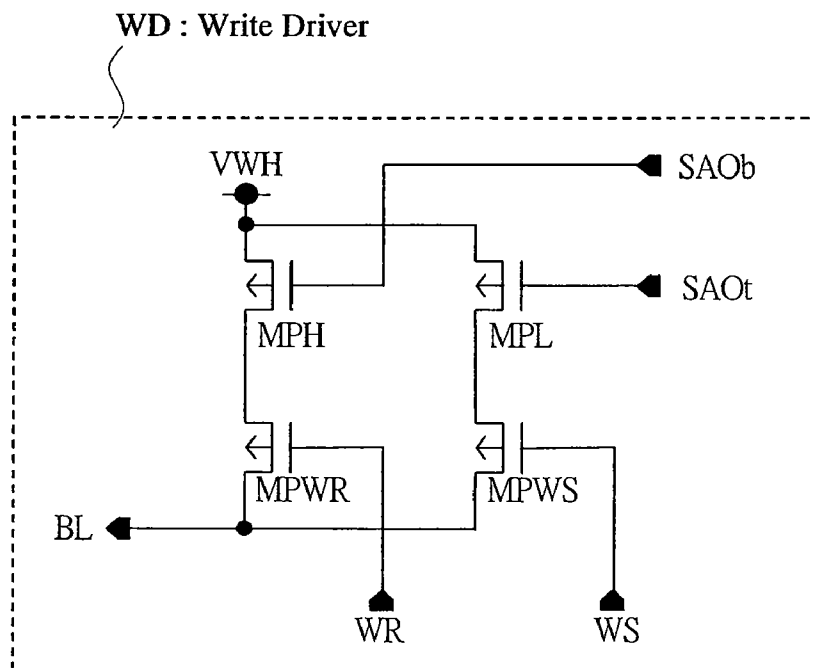 WD : Write Driver
VWH
SAOb
SAOt
MPH
MPL
MPWR
MPWS
BL
WR
WS